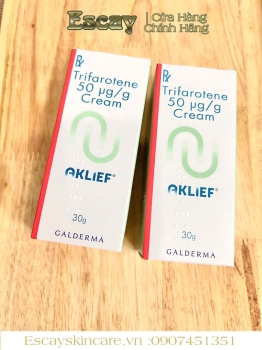 Escay
Cửa Hàng
Chính Hãng
Rx
Trifarotene
50 µg/g
Cream
AKLIEF®
30g
GALDERMA
Rx
Trifarotene
50 µg/g
Cream
AKLIEF®
30g
GALDERMA
Escayskincare.vn :0907451351